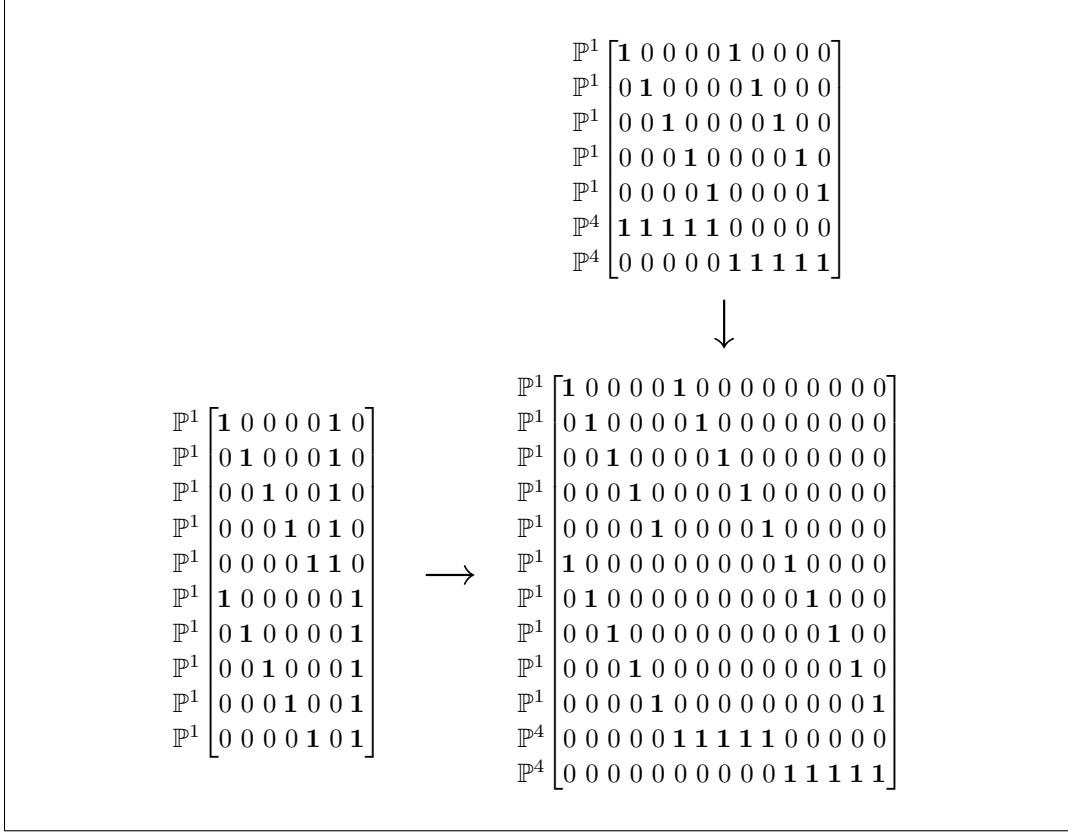 ℙ¹ 1 0 0 0 0 1 0 0 0 0
ℙ¹ 0 1 0 0 0 0 1 0 0 0
ℙ¹ 0 0 1 0 0 0 0 1 0 0
ℙ¹ 0 0 0 1 0 0 0 0 1 0
ℙ¹ 0 0 0 0 1 0 0 0 0 1
ℙ⁴ 1 1 1 1 1 0 0 0 0 0
ℙ⁴ 0 0 0 0 0 1 1 1 1 1
ℙ¹ 1 0 0 0 0 1 0
ℙ¹ 0 1 0 0 0 1 0
ℙ¹ 0 0 1 0 0 1 0
ℙ¹ 0 0 0 1 0 1 0
ℙ¹ 0 0 0 0 1 1 0
ℙ¹ 1 0 0 0 0 0 1
ℙ¹ 0 1 0 0 0 0 1
ℙ¹ 0 0 1 0 0 0 1
ℙ¹ 0 0 0 1 0 0 1
ℙ¹ 0 0 0 0 1 0 1
ℙ¹ 1 0 0 0 0 1 0 0 0 0 0 0 0 0 0
ℙ¹ 0 1 0 0 0 0 1 0 0 0 0 0 0 0 0
ℙ¹ 0 0 1 0 0 0 0 1 0 0 0 0 0 0 0
ℙ¹ 0 0 0 1 0 0 0 0 1 0 0 0 0 0 0
ℙ¹ 0 0 0 0 1 0 0 0 0 1 0 0 0 0 0
ℙ¹ 1 0 0 0 0 0 0 0 0 0 1 0 0 0 0
ℙ¹ 0 1 0 0 0 0 0 0 0 0 0 1 0 0 0
ℙ¹ 0 0 1 0 0 0 0 0 0 0 0 0 1 0 0
ℙ¹ 0 0 0 1 0 0 0 0 0 0 0 0 0 1 0
ℙ¹ 0 0 0 0 1 0 0 0 0 0 0 0 0 0 1
ℙ⁴ 0 0 0 0 0 1 1 1 1 1 0 0 0 0 0
ℙ⁴ 0 0 0 0 0 0 0 0 0 0 1 1 1 1 1